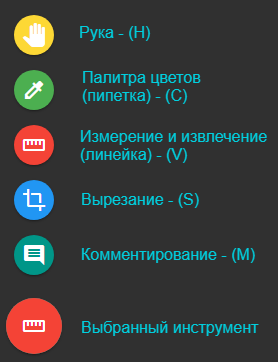 Рука - (H)
Палитра цветов
(пипетка) - (C)
Измерение и извлечение
(линейка) - (V)
Вырезание - (S)
Комментирование - (M)
Выбранный инструмент